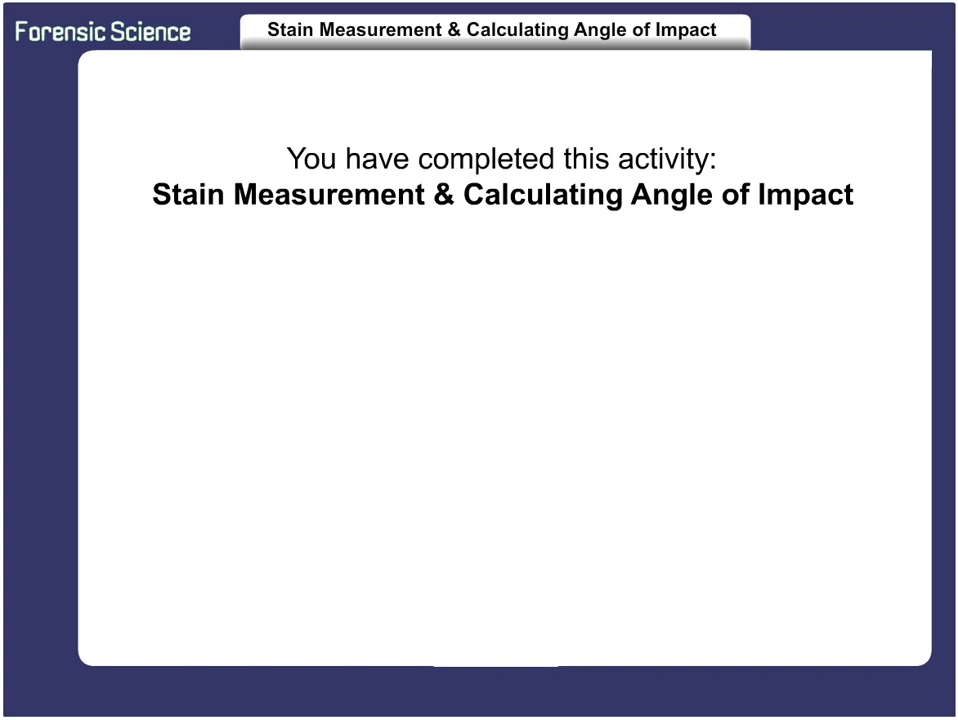 Forensic Science
Stain Measurement & Calculating Angle of Impact
You have completed this activity:
Stain Measurement & Calculating Angle of Impact